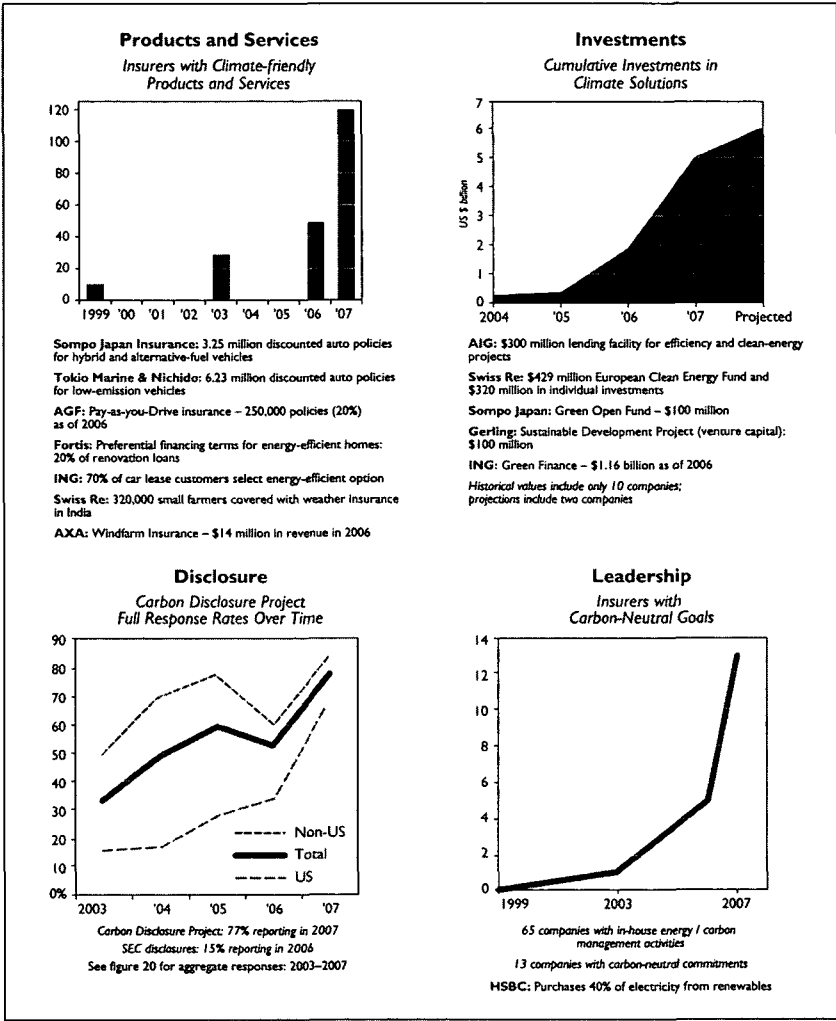 Products and Services
Insurers with Climate-friendly
Products and Services
120
100
80
60
40
20
0
1999 '00 '01 '02 '03 '04 '05 '06 '07
Sompo Japan Insurance: 3.25 million discounted auto policies
for hybrid and alternative-fuel vehicles
Tokio Marine & Nichido: 6.23 million discounted auto policies
for low-emission vehicles
AGF: Pay-as-you-Drive insurance – 250,000 policies (20%)
as of 2006
Fortis: Preferential financing terms for energy-efficient homes:
20% of renovation loans
ING: 70% of car lease customers select energy-efficient option
Swiss Re: 320,000 small farmers covered with weather insurance
in India
AXA: Windfarm Insurance – $14 million in revenue in 2006
Investments
Cumulative Investments in
Climate Solutions
7
6
5
4
3
2
1
0
US $ billion
2004 '05 '06 '07 Projected
AIG: $300 million lending facility for efficiency and clean-energy
projects
Swiss Re: $429 million European Clean Energy Fund and
$320 million in individual investments
Sompo Japan: Green Open Fund – $100 million
Gerling: Sustainable Development Project (venture capital):
$100 million
ING: Green Finance – $1.16 billion as of 2006
Historical values include only 10 companies;
projections include two companies
Disclosure
Carbon Disclosure Project
Full Response Rates Over Time
90
80
70
60
50
40
30
20
10
0%
Non-US
Total
US
2003 '04 '05 '06 '07
Carbon Disclosure Project: 77% reporting in 2007
SEC disclosures: 15% reporting in 2006
See figure 20 for aggregate responses: 2003–2007
Leadership
Insurers with
Carbon-Neutral Goals
14
12
10
8
6
4
2
0
1999 2003 2007
65 companies with in-house energy / carbon
management activities
13 companies with carbon-neutral commitments
HSBC: Purchases 40% of electricity from renewables